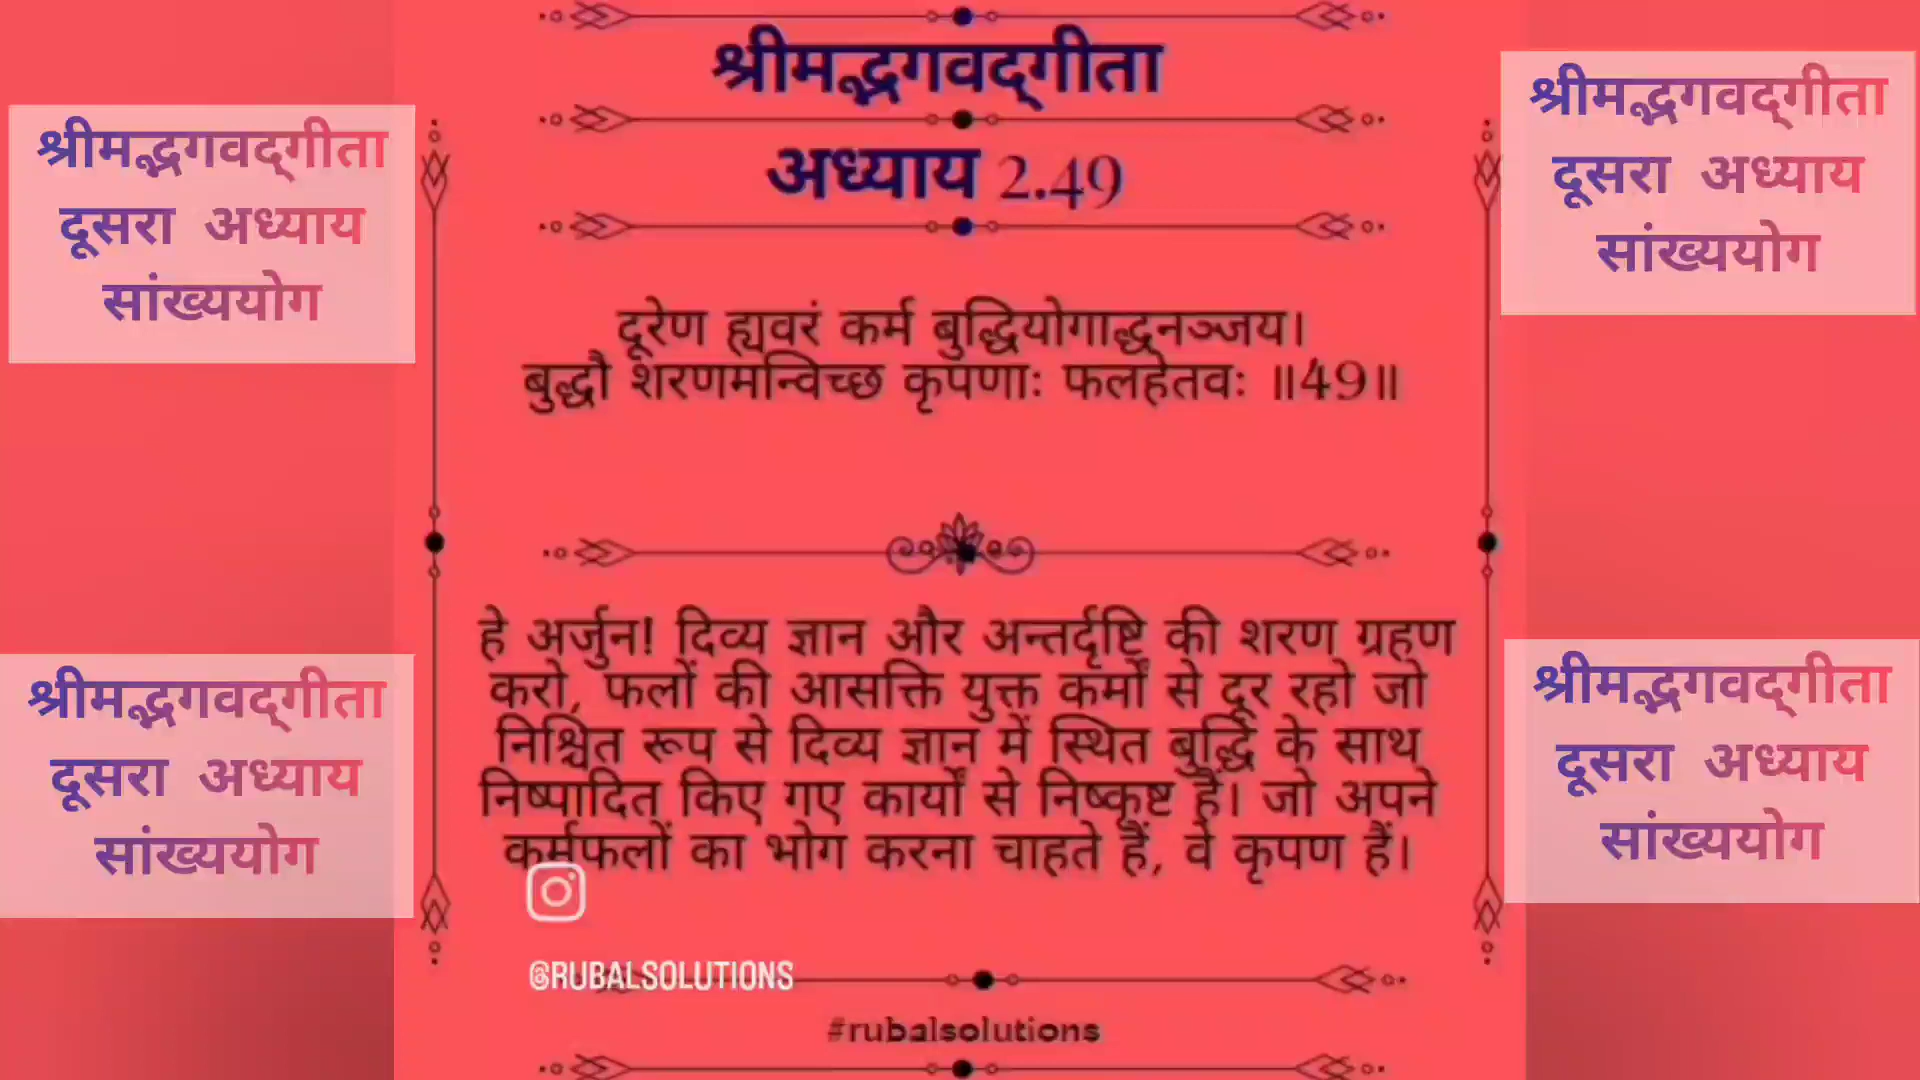 श्रीमद्भगवद्‌गीता
अध्याय 2.49
दूरेण ह्यवरं कर्म बुद्धियोगाद्धनञ्जय।
बुद्धौ शरणमन्विच्छ कृपणाः फलहेतवः ॥49॥
हे अर्जुन! दिव्य ज्ञान और अन्तर्दृष्टि की शरण ग्रहण
करो, फलों की आसक्ति युक्त कर्मों से दूर रहो जो
निश्चित रूप से दिव्य ज्ञान में स्थित बुद्धि के साथ
निष्पादित किए गए कार्यों से निष्कृष्ट हैं। जो अपने
कर्मफलों का भोग करना चाहते हैं, वे कृपण हैं।
@RUBALSOLUTIONS
#rubalsolutions
श्रीमद्भगवद्‌गीता
दूसरा अध्याय
सांख्ययोग
श्रीमद्भगवद्‌गीता
दूसरा अध्याय
सांख्ययोग
श्रीमद्भगवद्‌गीता
दूसरा अध्याय
सांख्ययोग
श्रीमद्भगवद्‌गीता
दूसरा अध्याय
सांख्ययोग